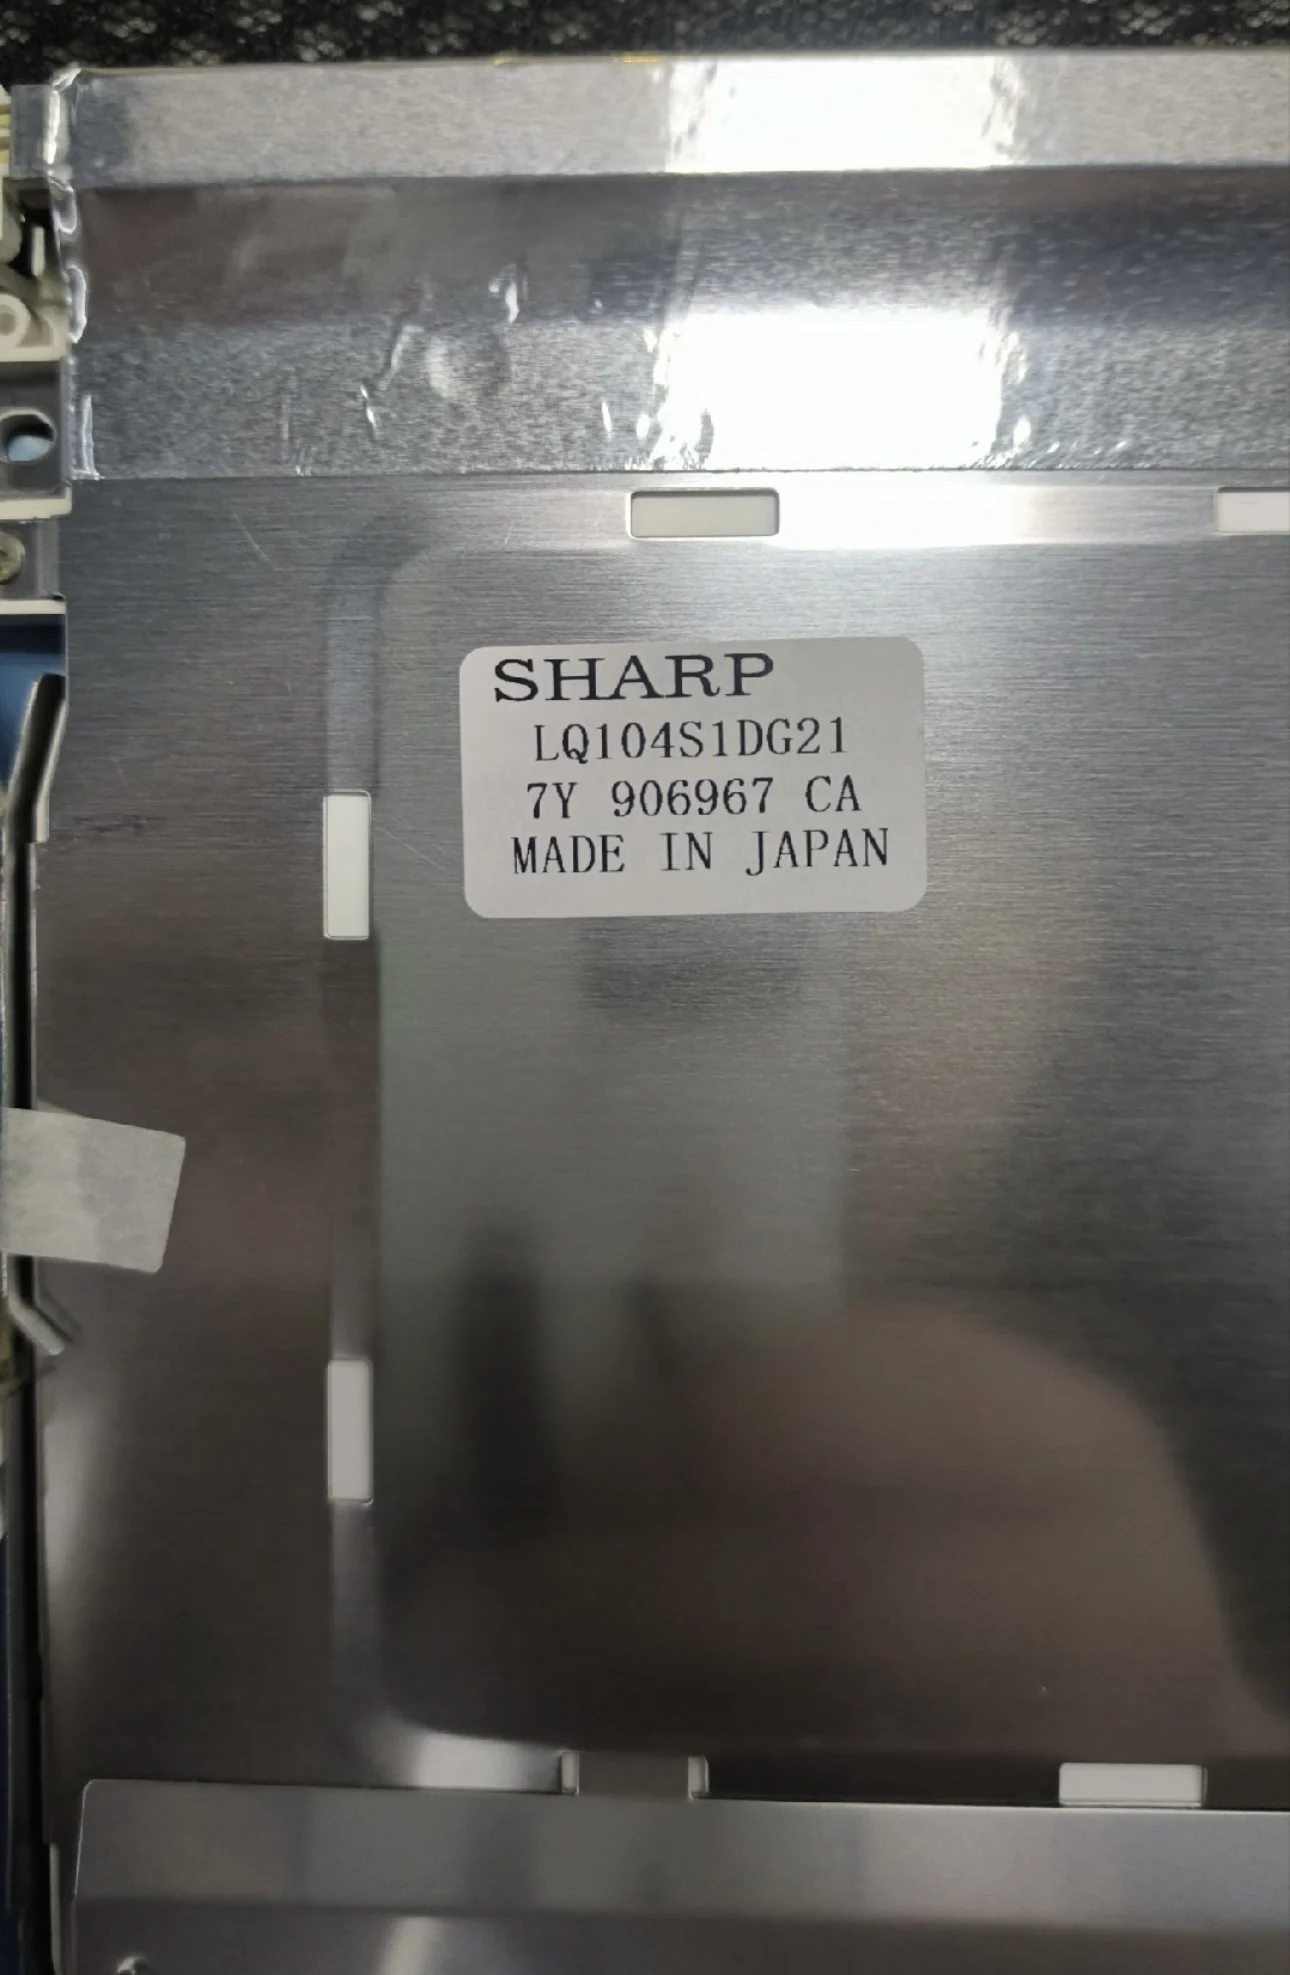 SHARP
LQ104S1DG21
7Y 906967 CA
MADE IN JAPAN